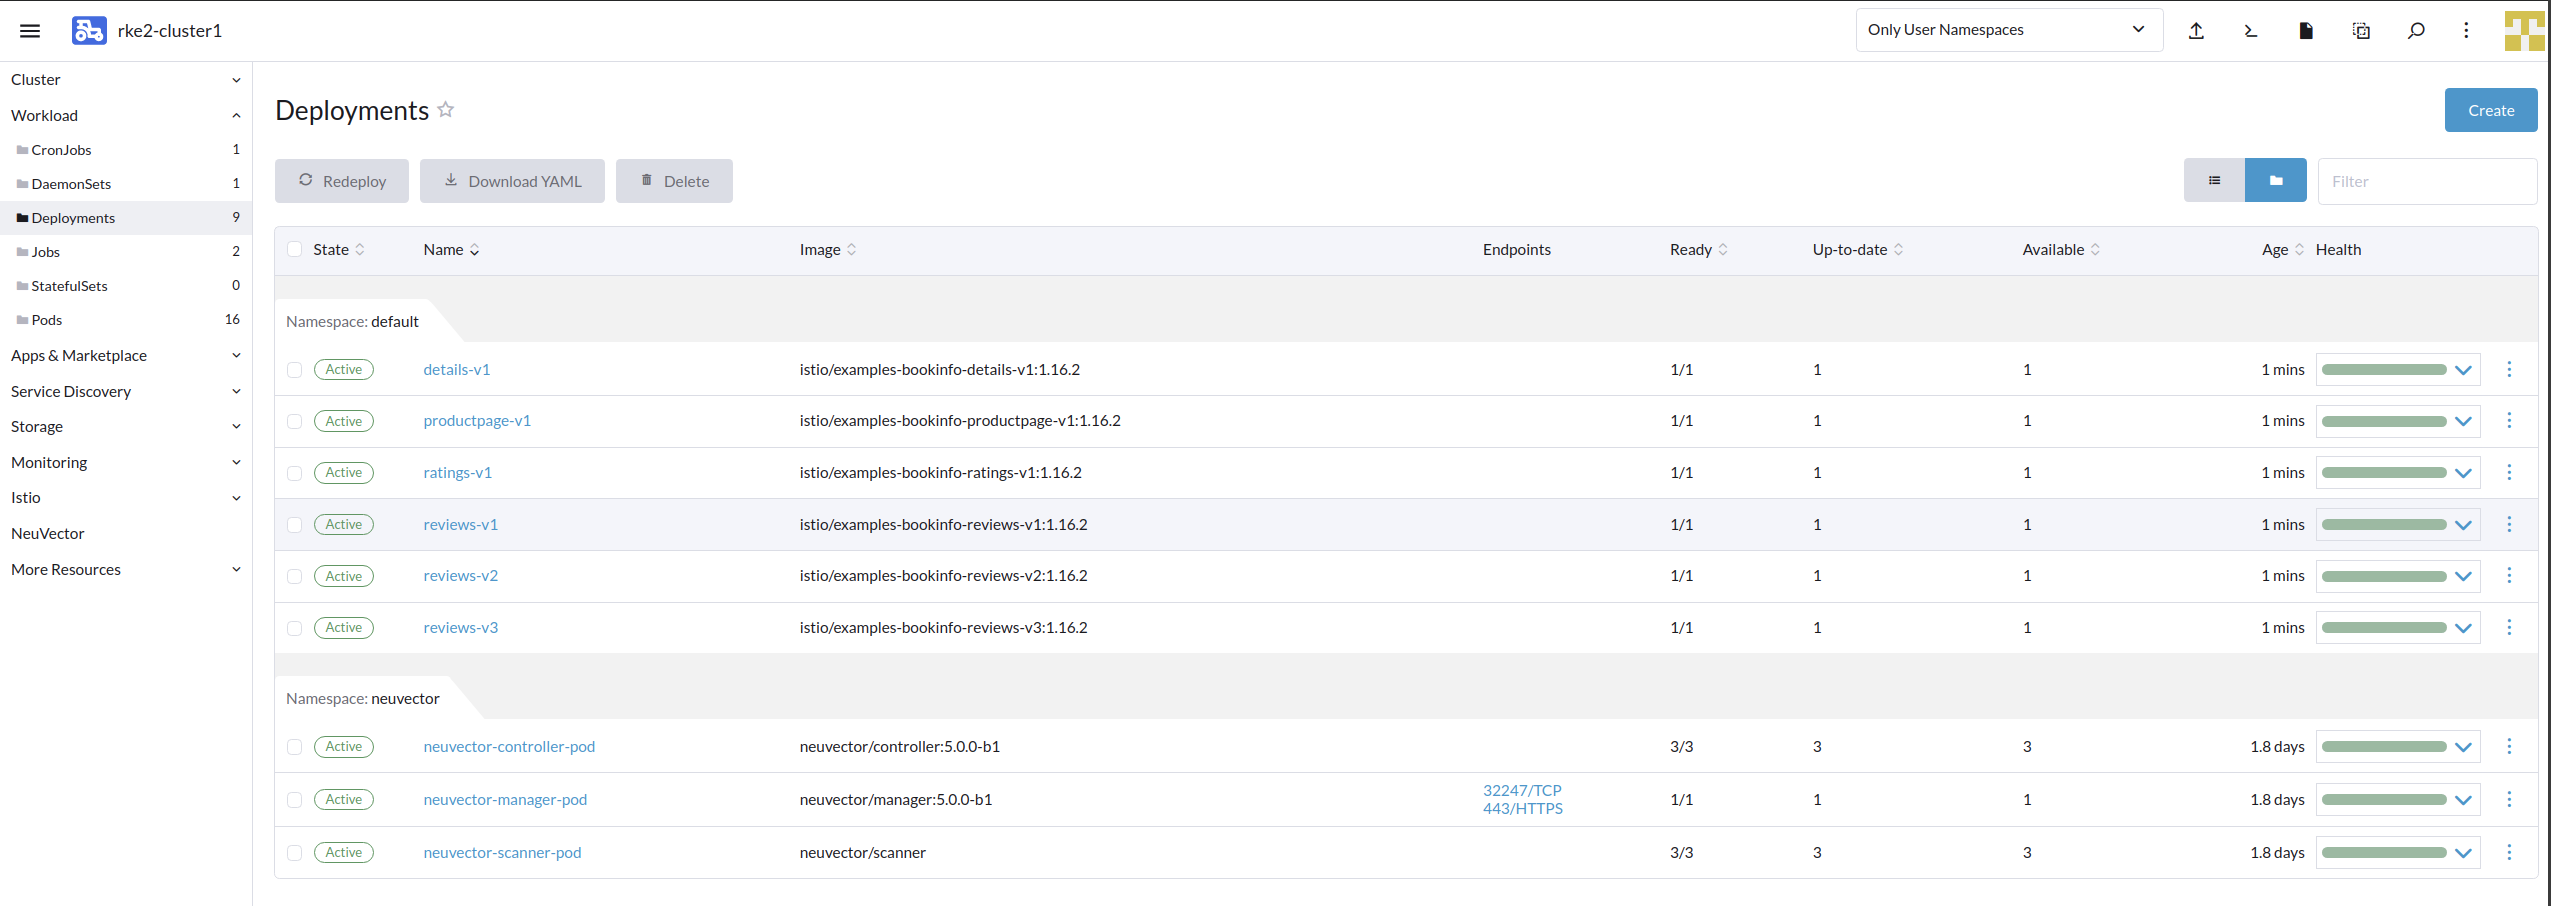 rke2-cluster1
Only User Namespaces
Cluster
Workload
CronJobs 1
DaemonSets 1
Deployments 9
Jobs 2
StatefulSets 0
Pods 16
Apps & Marketplace
Service Discovery
Storage
Monitoring
Istio
NeuVector
More Resources
Deployments
Create
Redeploy Download YAML Delete
Filter
State Name Image Endpoints Ready Up-to-date Available Age Health
Namespace: default
Active details-v1 istio/examples-bookinfo-details-v1:1.16.2 1/1 1 1 1 mins
Active productpage-v1 istio/examples-bookinfo-productpage-v1:1.16.2 1/1 1 1 1 mins
Active ratings-v1 istio/examples-bookinfo-ratings-v1:1.16.2 1/1 1 1 1 mins
Active reviews-v1 istio/examples-bookinfo-reviews-v1:1.16.2 1/1 1 1 1 mins
Active reviews-v2 istio/examples-bookinfo-reviews-v2:1.16.2 1/1 1 1 1 mins
Active reviews-v3 istio/examples-bookinfo-reviews-v3:1.16.2 1/1 1 1 1 mins
Namespace: neuvector
Active neuvector-controller-pod neuvector/controller:5.0.0-b1 3/3 3 3 1.8 days
Active neuvector-manager-pod neuvector/manager:5.0.0-b1 32247/TCP 1/1 1 1 1.8 days
443/HTTPS
Active neuvector-scanner-pod neuvector/scanner 3/3 3 3 1.8 days